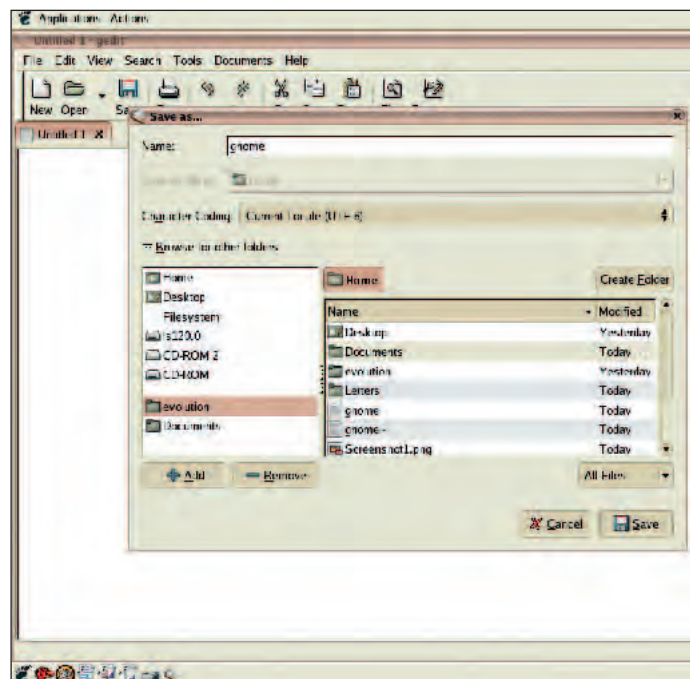 Applications Actions
Untitled 1 - gedit
File Edit View Search Tools Documents Help
New Open
Untitled 1
Save as...
Name: gnome
Character Coding: Current Locale (UTF-8)
Browse for other folders
Home
Desktop
Filesystem
ls120.0
CD-ROM 2
CD-ROM
evolution
Documents
Add Remove
Home Create Folder
Name Modified
Desktop Yesterday
Documents Today
evolution Yesterday
Letters Today
gnome Today
gnome~ Today
Screenshot1.png Today
All Files
Cancel Save